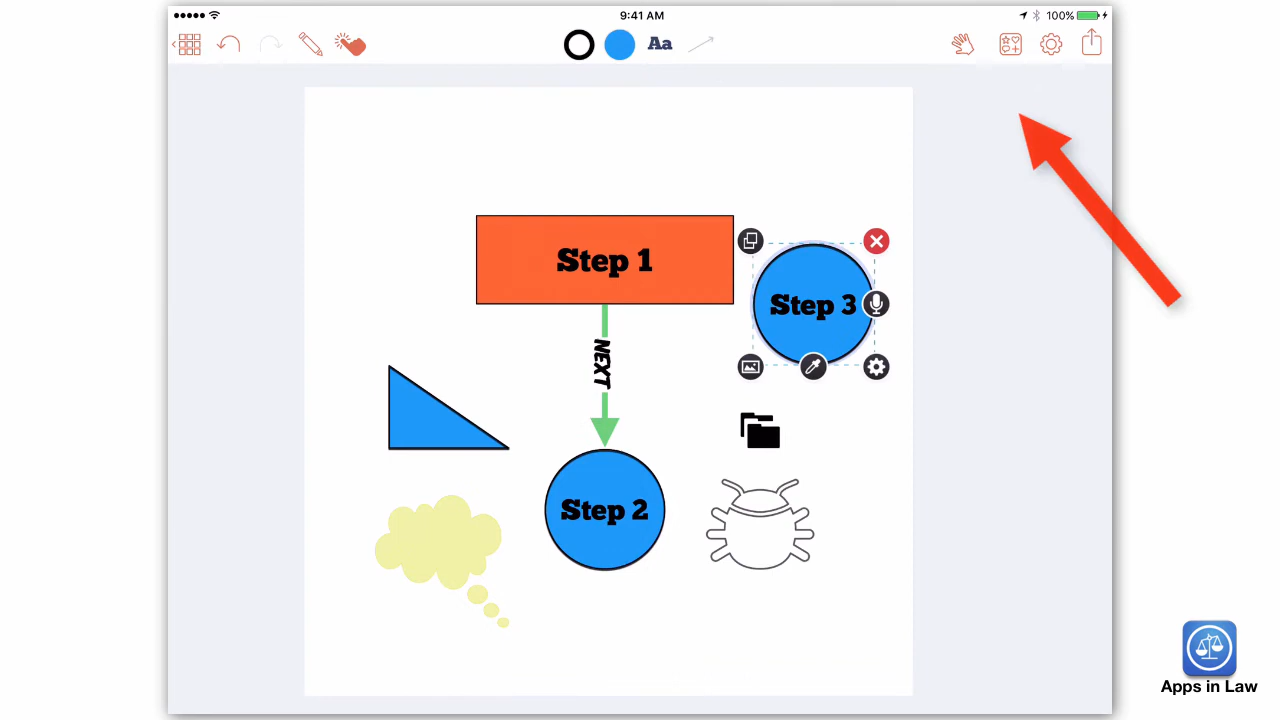 9:41 AM
100%
Aa
Step 1
Step 3
NEXT
Step 2
Apps in Law